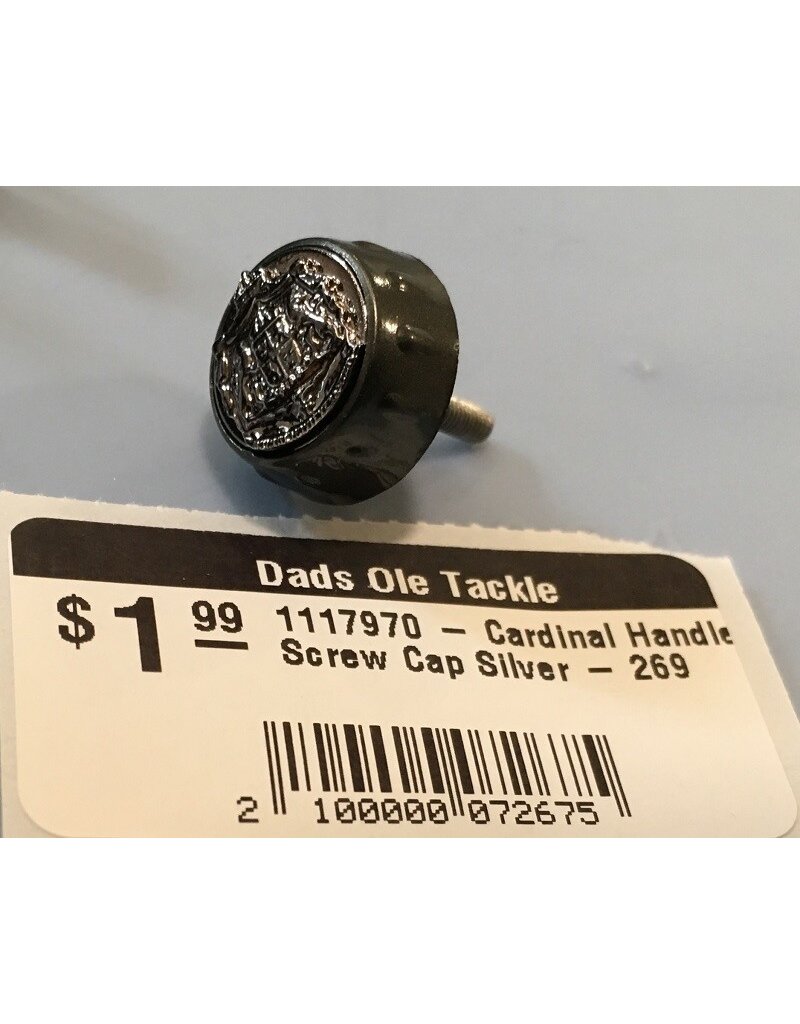 Dads Ole Tackle
$1.99
1117970 – Cardinal Handle
Screw Cap Silver – 269
2 100000 072675